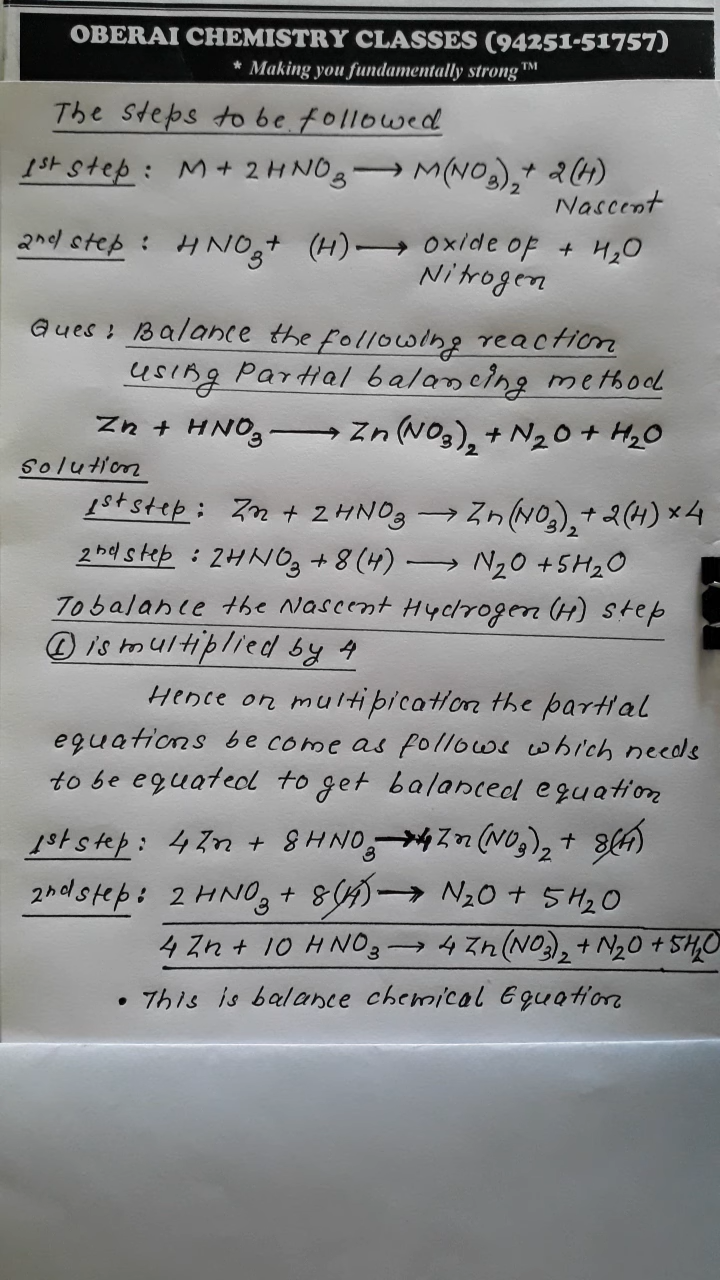 OBERAI CHEMISTRY CLASSES (94251-51757)
* Making you fundamentally strong™
The steps to be followed
1st step : M + 2HNO₃ → M(NO₃)₂ + 2(H)
Nascent
2nd step : HNO₃ + (H) → oxide of + H₂O
Nitrogen
Ques : Balance the following reaction
using Partial balancing method
Zn + HNO₃ → Zn(NO₃)₂ + N₂O + H₂O
Solution
1st step : Zn + 2HNO₃ → Zn(NO₃)₂ + 2(H) × 4
2nd step : 2HNO₃ + 8(H) → N₂O + 5H₂O
To balance the Nascent Hydrogen (H) step
① is multiplied by 4
Hence on multipication the partial
equations become as follows which needs
to be equated to get balanced equation
1st step : 4Zn + 8HNO₃ → 4Zn(NO₃)₂ + 8(H)
2nd step : 2HNO₃ + 8(H) → N₂O + 5H₂O
4Zn + 10HNO₃ → 4Zn(NO₃)₂ + N₂O + 5H₂O
• This is balance chemical Equation